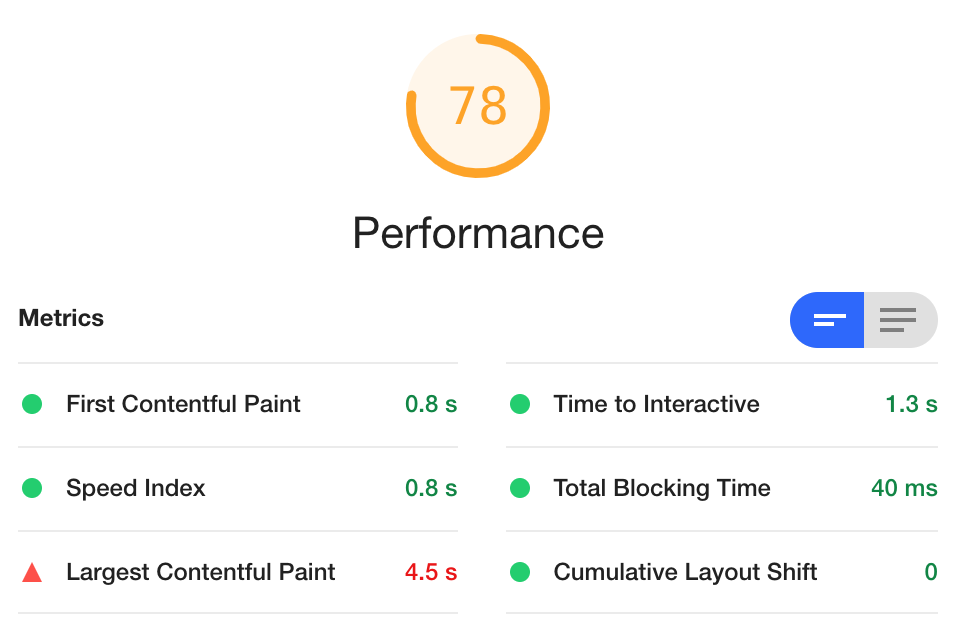 78
Performance
Metrics
First Contentful Paint 0.8 s
Time to Interactive 1.3 s
Speed Index 0.8 s
Total Blocking Time 40 ms
Largest Contentful Paint 4.5 s
Cumulative Layout Shift 0